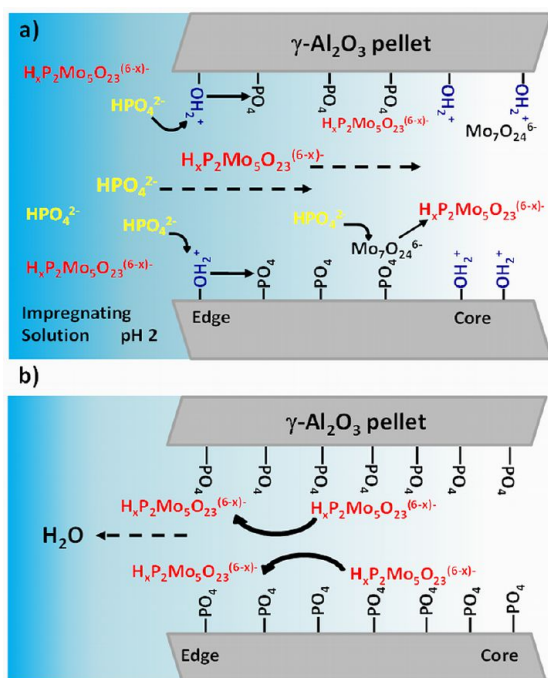 a)
γ-Al₂O₃ pellet
HₓP₂Mo₅O₂₃⁽⁶⁻ˣ⁾⁻
HPO₄²⁻
–OH₂⁺
–PO₄
–PO₄
–PO₄
–OH₂⁺
–OH₂⁺
HₓP₂Mo₅O₂₃⁽⁶⁻ˣ⁾⁻
Mo₇O₂₄⁶⁻
HₓP₂Mo₅O₂₃⁽⁶⁻ˣ⁾⁻
HPO₄²⁻
HPO₄²⁻
HPO₄²⁻
HPO₄²⁻
HₓP₂Mo₅O₂₃⁽⁶⁻ˣ⁾⁻
HₓP₂Mo₅O₂₃⁽⁶⁻ˣ⁾⁻
Mo₇O₂₄⁶⁻
–OH₂⁺
–PO₄
–PO₄
–PO₄
–OH₂⁺
–OH₂⁺
Impregnating
Solution pH 2
Edge
Core
b)
γ-Al₂O₃ pellet
–PO₄
–PO₄
–PO₄
–PO₄
–PO₄
–PO₄
–PO₄
HₓP₂Mo₅O₂₃⁽⁶⁻ˣ⁾⁻
HₓP₂Mo₅O₂₃⁽⁶⁻ˣ⁾⁻
H₂O
HₓP₂Mo₅O₂₃⁽⁶⁻ˣ⁾⁻
HₓP₂Mo₅O₂₃⁽⁶⁻ˣ⁾⁻
–PO₄
–PO₄
–PO₄
–PO₄
–PO₄
–PO₄
–PO₄
Edge
Core